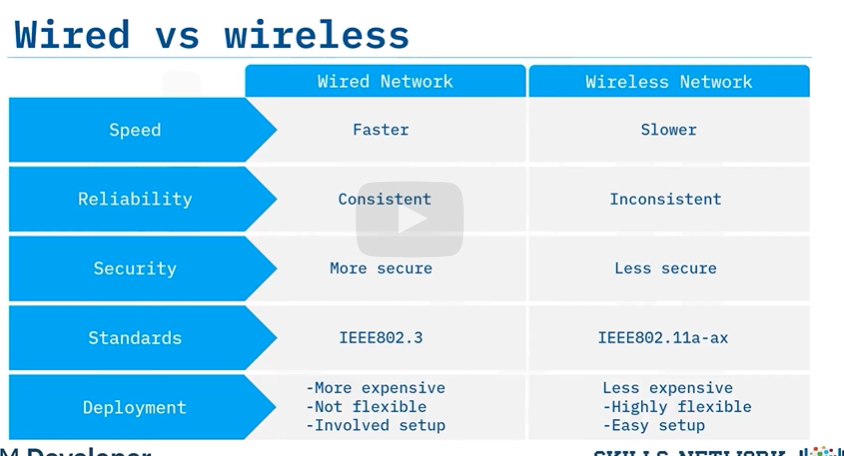 Wired vs wireless
Wired Network Wireless Network
Speed Faster Slower
Reliability Consistent Inconsistent
Security More secure Less secure
Standards IEEE802.3 IEEE802.11a-ax
Deployment
-More expensive
-Not flexible
-Involved setup
Less expensive
-Highly flexible
-Easy setup
M Developer
SKILLS NETWORK